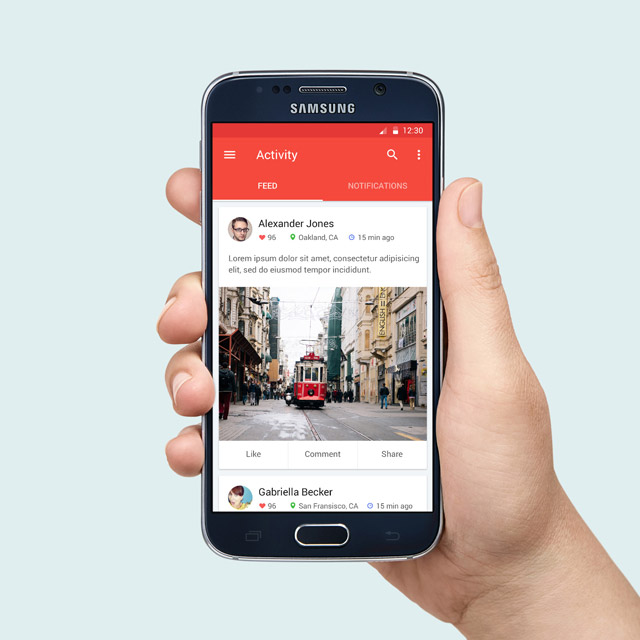 SAMSUNG
12:30
Activity
FEED NOTIFICATIONS
Alexander Jones
96 Oakland, CA 15 min ago
Lorem ipsum dolor sit amet, consectetur adipisicing
elit, sed do eiusmod tempor incididunt.
ENGLISH
Like Comment Share
Gabriella Becker
96 San Fransisco, CA 15 min ago